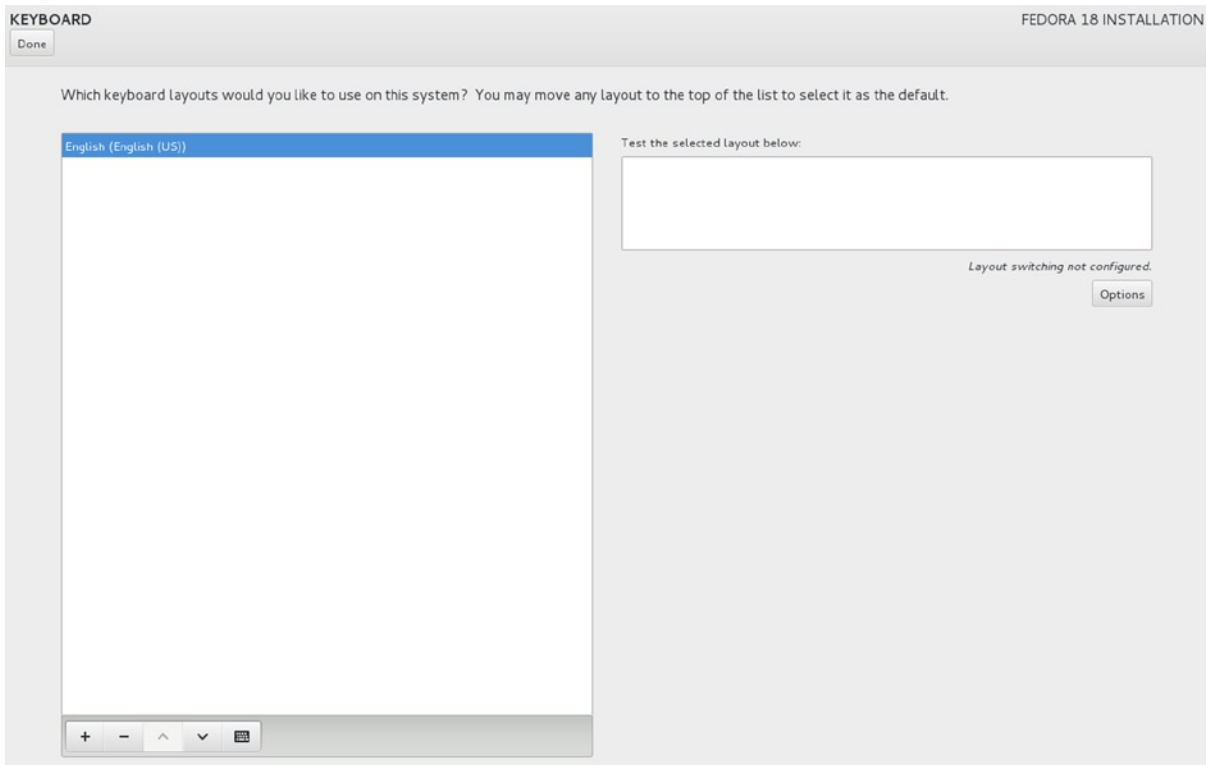 KEYBOARD
FEDORA 18 INSTALLATION
Done
Which keyboard layouts would you like to use on this system? You may move any layout to the top of the list to select it as the default.
English (English (US))
Test the selected layout below:
Layout switching not configured.
Options